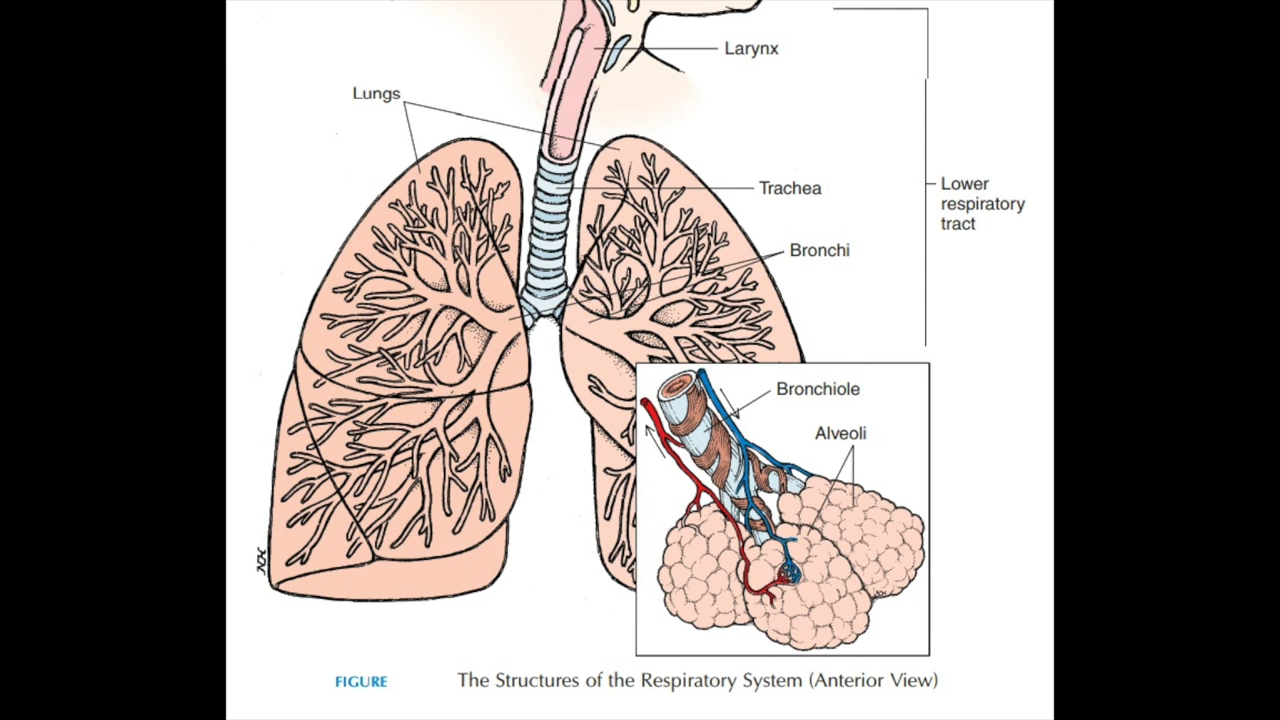 Larynx
Lungs
Trachea
Lower
respiratory
tract
Bronchi
Bronchiole
Alveoli
FIGURE The Structures of the Respiratory System (Anterior View)